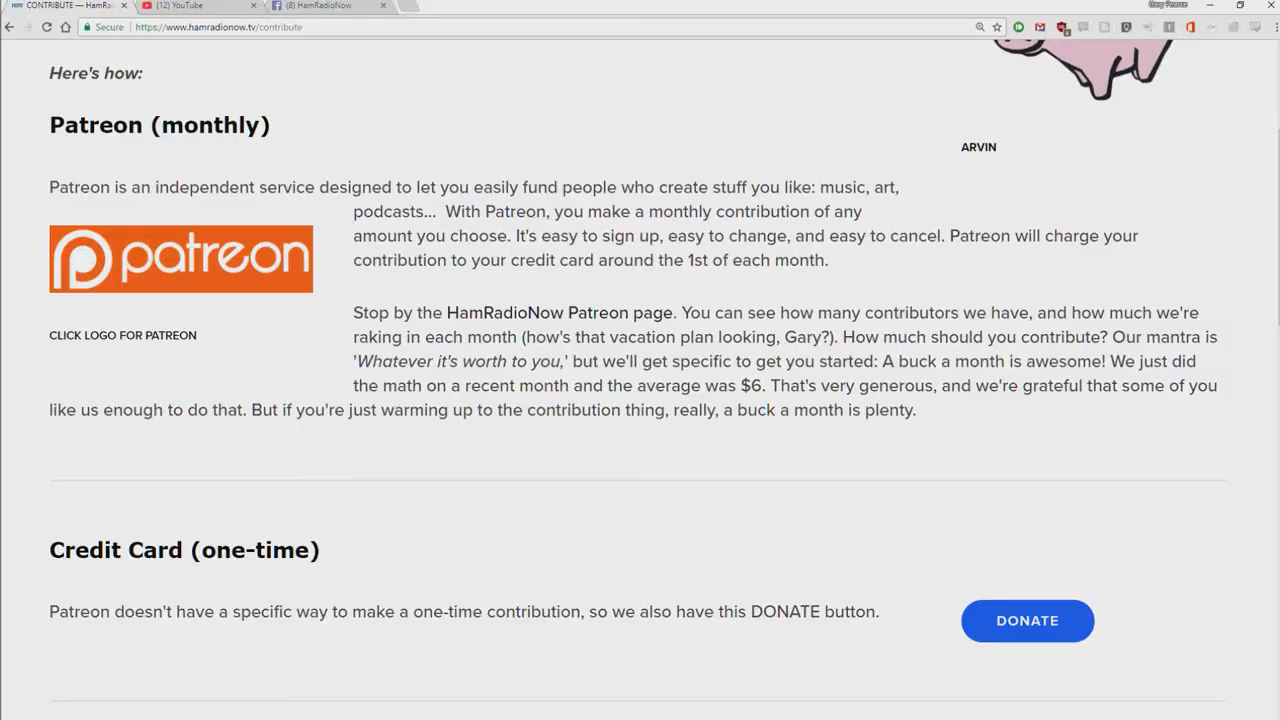 CONTRIBUTE — HamRa
(12) YouTube
(8) HamRadioNow
Gary Pearce
Secure
https://www.hamradionow.tv/contribute
Here's how:
Patreon (monthly)
ARVIN
Patreon is an independent service designed to let you easily fund people who create stuff you like: music, art,
podcasts... With Patreon, you make a monthly contribution of any
amount you choose. It's easy to sign up, easy to change, and easy to cancel. Patreon will charge your
contribution to your credit card around the 1st of each month.
patreon
CLICK LOGO FOR PATREON
Stop by the HamRadioNow Patreon page. You can see how many contributors we have, and how much we're
raking in each month (how's that vacation plan looking, Gary?). How much should you contribute? Our mantra is
'Whatever it's worth to you,' but we'll get specific to get you started: A buck a month is awesome! We just did
the math on a recent month and the average was $6. That's very generous, and we're grateful that some of you
like us enough to do that. But if you're just warming up to the contribution thing, really, a buck a month is plenty.
Credit Card (one-time)
Patreon doesn't have a specific way to make a one-time contribution, so we also have this DONATE button.
DONATE